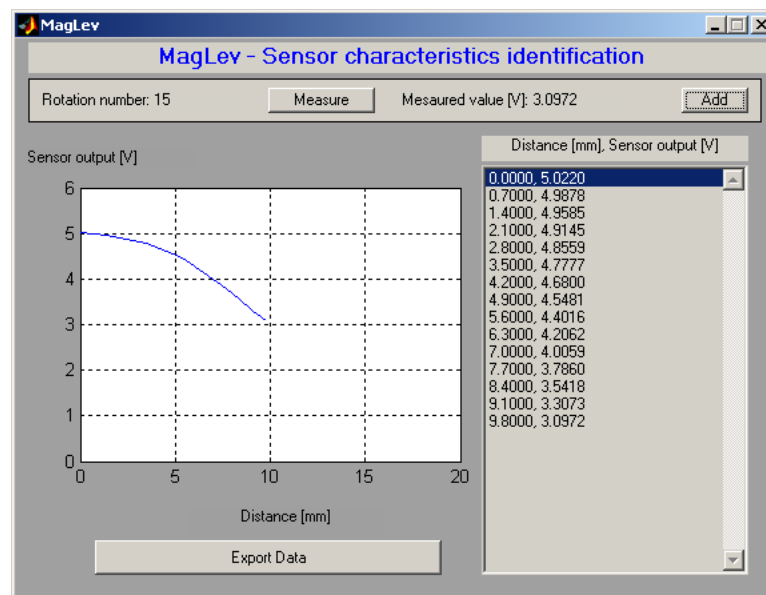 MagLev
MagLev - Sensor characteristics identification
Rotation number: 15
Measure
Mesaured value [V]: 3.0972
Add
Sensor output [V]
6
5
4
3
2
1
0
0 5 10 15 20
Distance [mm]
Export Data
Distance [mm], Sensor output [V]
0.0000, 5.0220
0.7000, 4.9878
1.4000, 4.9585
2.1000, 4.9145
2.8000, 4.8559
3.5000, 4.7777
4.2000, 4.6800
4.9000, 4.5481
5.6000, 4.4016
6.3000, 4.2062
7.0000, 4.0059
7.7000, 3.7860
8.4000, 3.5418
9.1000, 3.3073
9.8000, 3.0972